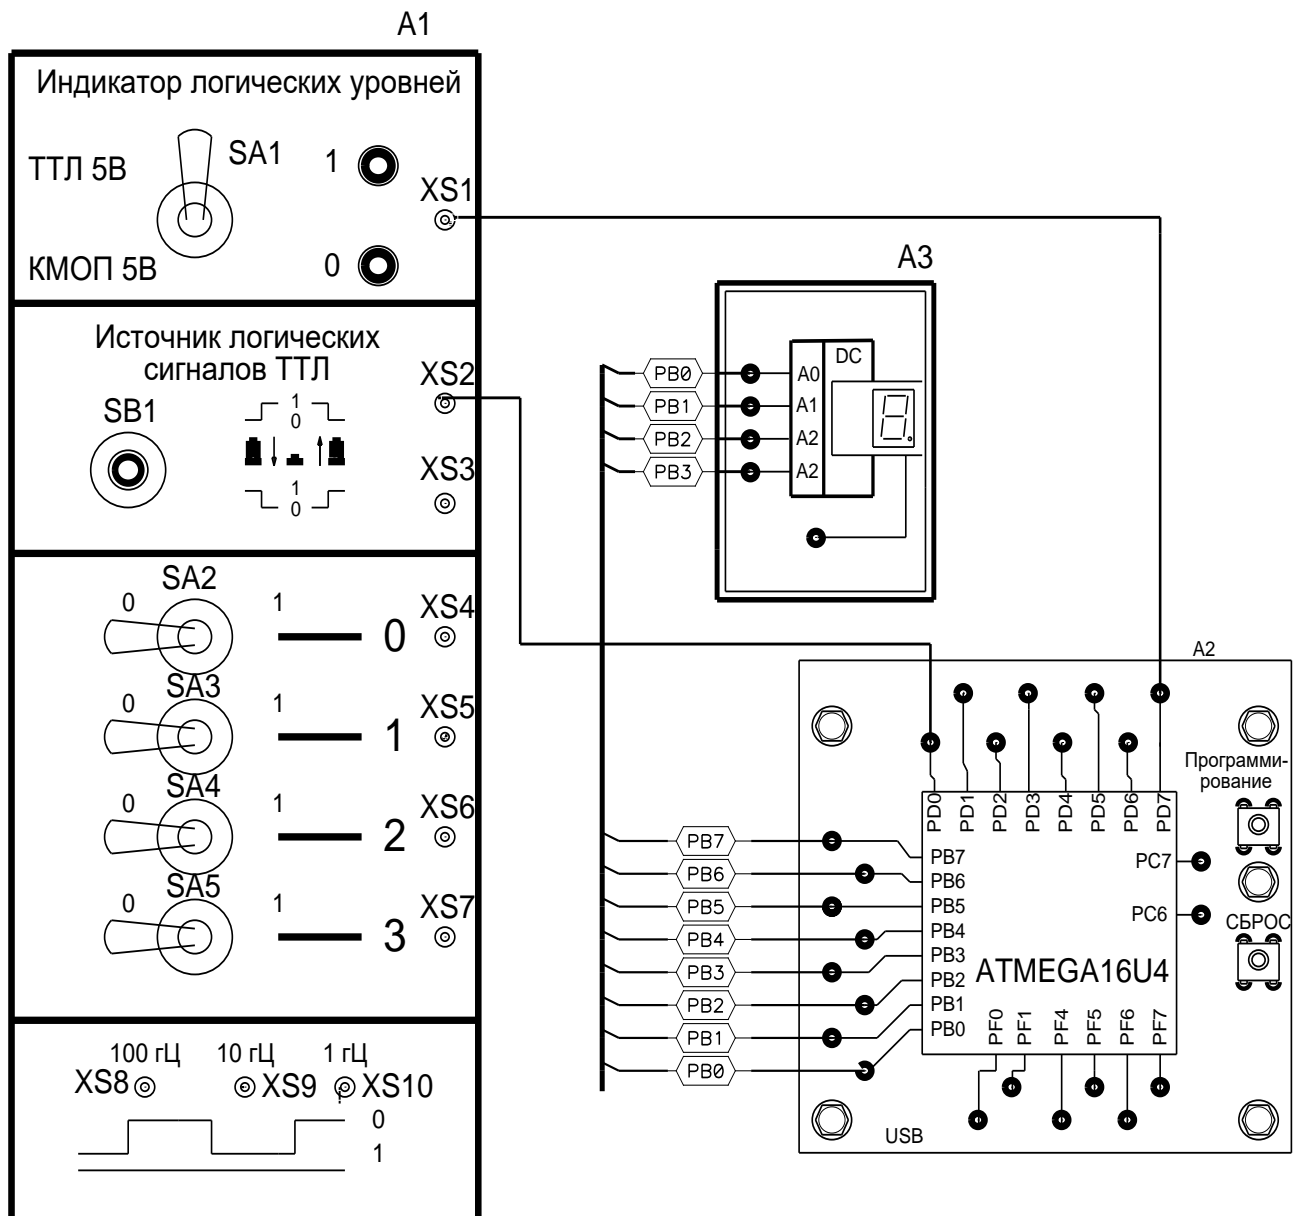 A1
Индикатор логических уровней
ТТЛ 5В
SA1
1
XS1
КМОП 5В
0
Источник логических
сигналов ТТЛ
SB1
1
0
1
0
XS2
XS3
SA2
0
1
0
XS4
SA3
0
1
1
XS5
SA4
0
1
2
XS6
SA5
0
1
3
XS7
100 гЦ
10 гЦ
1 гЦ
XS8
XS9
XS10
0
1
A3
PB0
PB1
PB2
PB3
A0
A1
A2
A2
DC
A2
Программи-
рование
СБРОС
PD0
PD1
PD2
PD3
PD4
PD5
PD6
PD7
PB7
PB6
PB5
PB4
PB3
PB2
PB1
PB0
PB7
PB6
PB5
PB4
PB3
PB2
PB1
PB0
PC7
PC6
ATMEGA16U4
PF0
PF1
PF4
PF5
PF6
PF7
USB